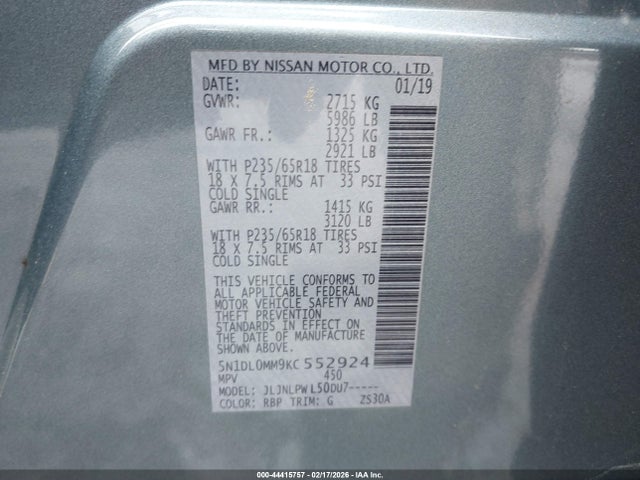 MFD BY NISSAN MOTOR CO., LTD.
DATE: 01/19
GVWR: 2715 KG
5986 LB
GAWR FR.: 1325 KG
2921 LB
WITH P235/65R18 TIRES
18 X 7.5 RIMS AT 33 PSI
COLD SINGLE
GAWR RR.: 1415 KG
3120 LB
WITH P235/65R18 TIRES
18 X 7.5 RIMS AT 33 PSI
COLD SINGLE
THIS VEHICLE CONFORMS TO
ALL APPLICABLE FEDERAL
MOTOR VEHICLE SAFETY AND
THEFT PREVENTION
STANDARDS IN EFFECT ON
THE DATE OF MANUFACTURE
SHOWN ABOVE.
5N1DL0MM9KC552924
MPV 450
MODEL: JLJNLPWL50DU7-----
COLOR: RBP TRIM: G ZS30A
000-44415757 - 02/17/2026 - IAAI Corp.